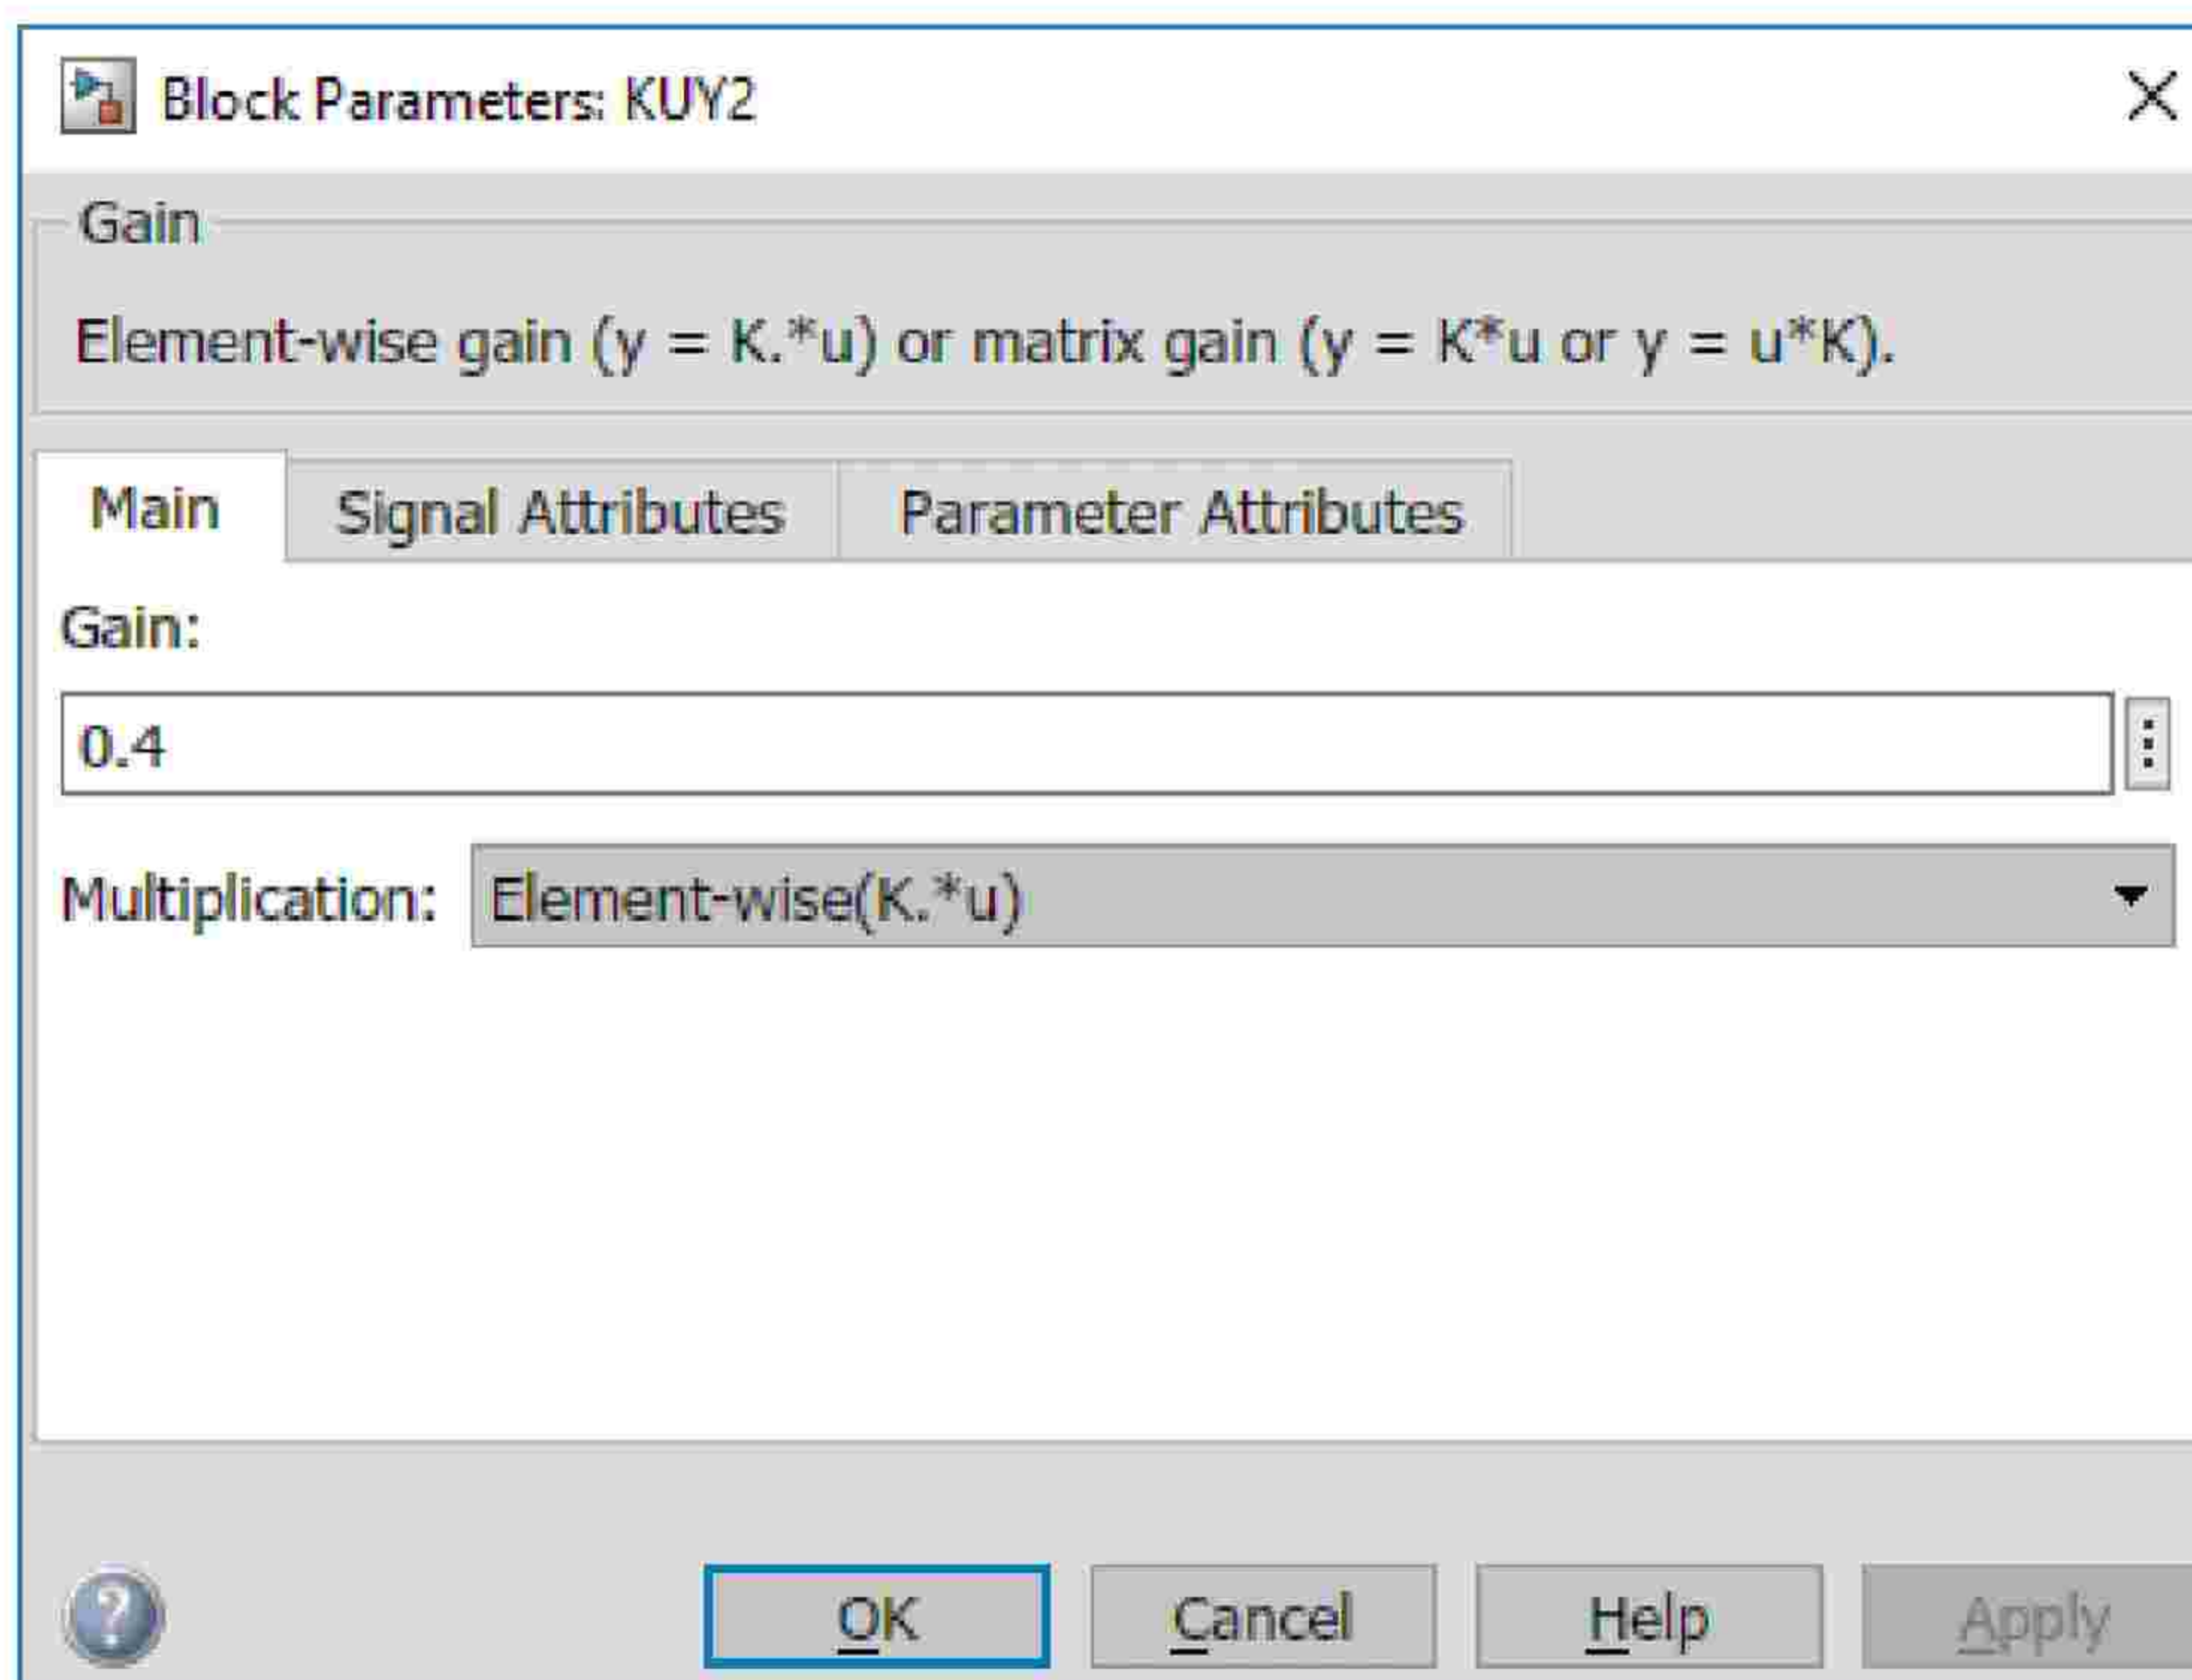 Block Parameters: KUY2
Gain
Element-wise gain (y = K.*u) or matrix gain (y = K*u or y = u*K).
Main Signal Attributes Parameter Attributes
Gain:
0.4
Multiplication: Element-wise(K.*u)
OK Cancel Help Apply